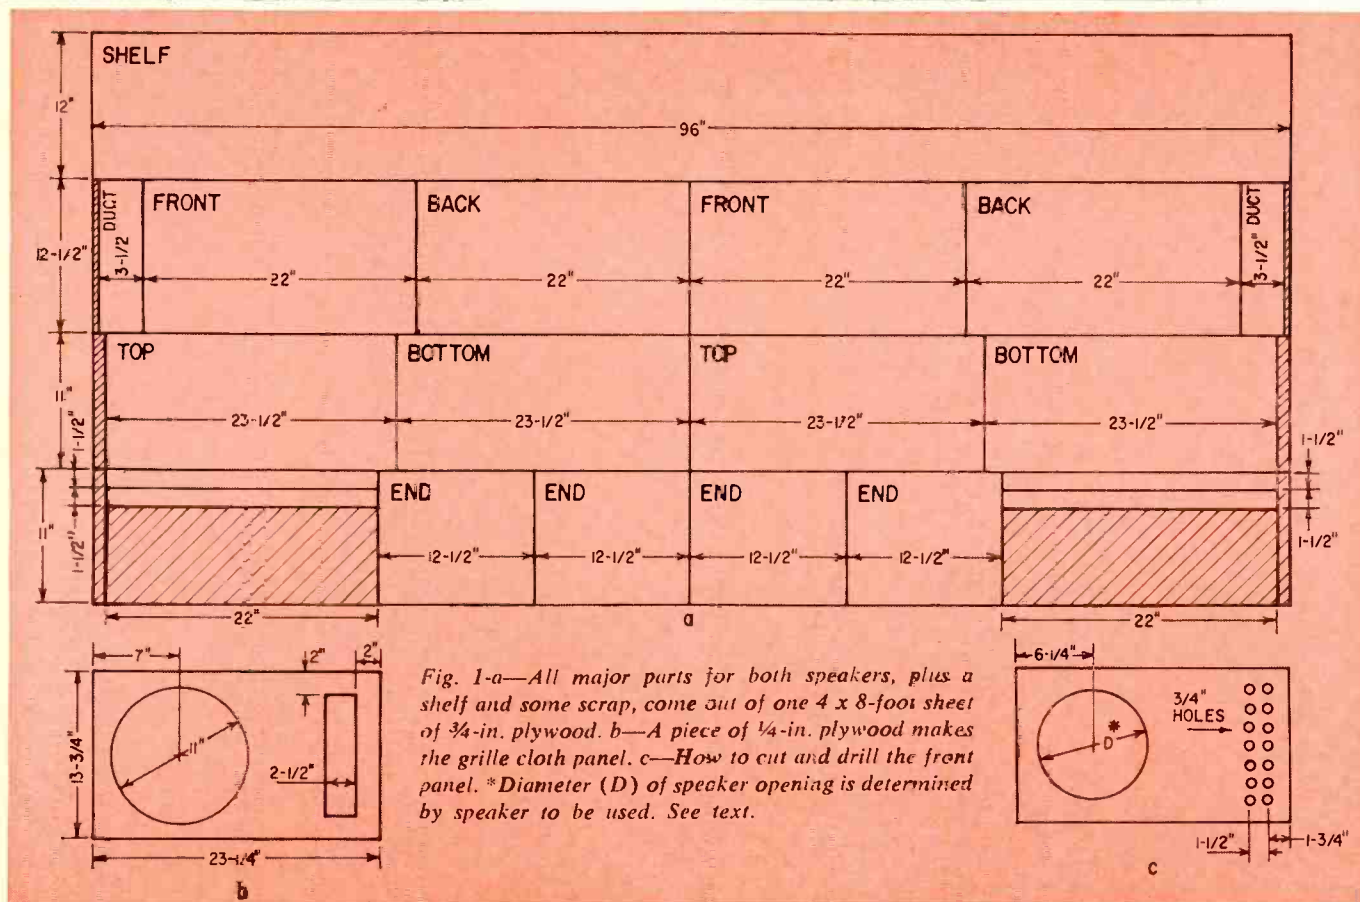 SHELF
12"
96"
DUCT
FRONT
BACK
FRONT
BACK
DUCT
12-1/2"
3-1/2
22"
22"
22"
22"
3-1/2"
TOP
BOTTOM
TOP
BOTTOM
11"
23-1/2"
23-1/2"
23-1/2"
23-1/2"
1-1/2"
1-1/2"
END
END
END
END
11"
1-1/2"
12-1/2"
12-1/2"
12-1/2"
12-1/2"
1-1/2"
22"
a
22"
7"
2"
2"
11"
13-3/4"
2-1/2"
23-1/4"
b
Fig. 1-a—All major parts for both speakers, plus a
shelf and some scrap, come out of one 4 x 8-foot sheet
of ¾-in. plywood. b—A piece of ¼-in. plywood makes
the grille cloth panel. c—How to cut and drill the front
panel. *Diameter (D) of speaker opening is determined
by speaker to be used. See text.
6-1/4"
3/4"
HOLES
D*
1-1/2"
1-3/4"
c